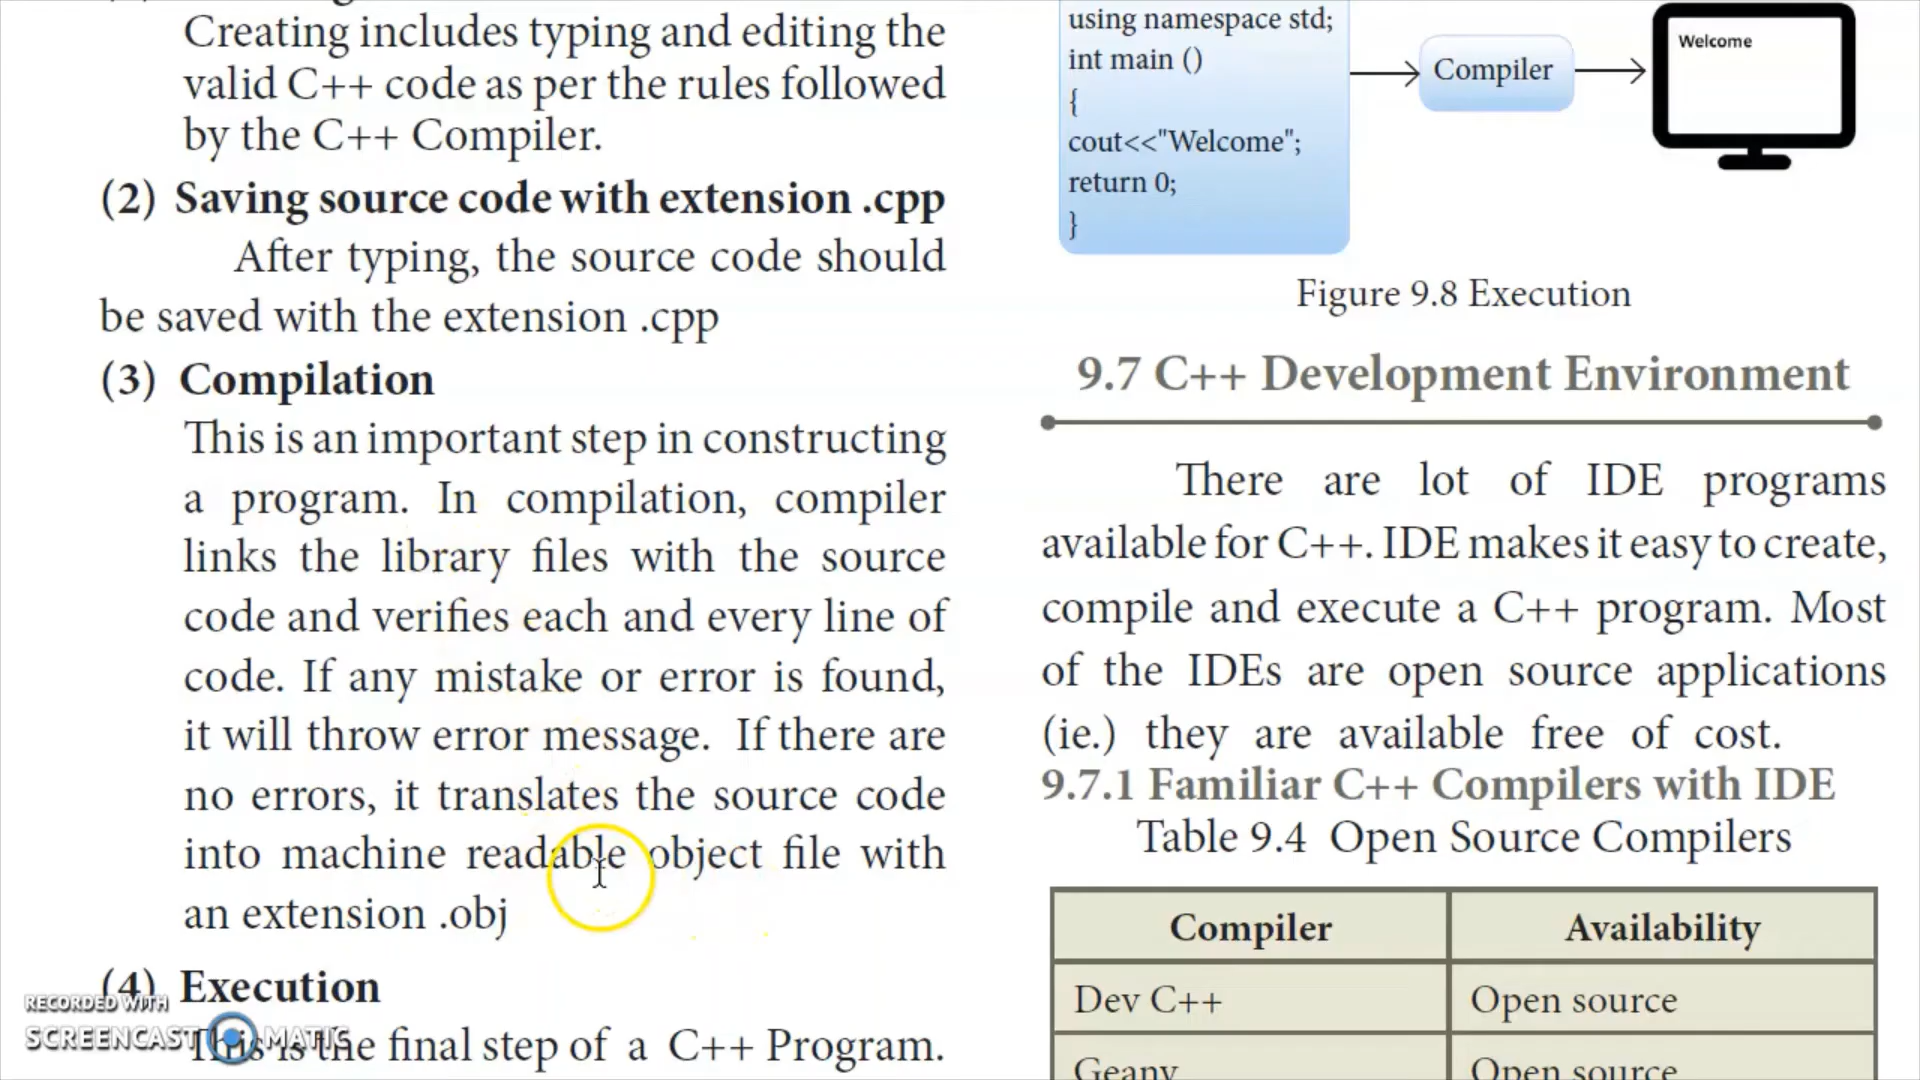 Creating includes typing and editing the
valid C++ code as per the rules followed
by the C++ Compiler.
(2) Saving source code with extension .cpp
After typing, the source code should
be saved with the extension .cpp
(3) Compilation
This is an important step in constructing
a program. In compilation, compiler
links the library files with the source
code and verifies each and every line of
code. If any mistake or error is found,
it will throw error message. If there are
no errors, it translates the source code
into machine readable object file with
an extension .obj
(4) Execution
This is the final step of a C++ Program.
RECORDED WITH
SCREENCAST MATIC
using namespace std;
int main ()
{
cout<<"Welcome";
return 0;
}
Compiler
Welcome
Figure 9.8 Execution
9.7 C++ Development Environment
There are lot of IDE programs
available for C++. IDE makes it easy to create,
compile and execute a C++ program. Most
of the IDEs are open source applications
(ie.) they are available free of cost.
9.7.1 Familiar C++ Compilers with IDE
Table 9.4 Open Source Compilers
Compiler Availability
Dev C++ Open source
Geany Open source